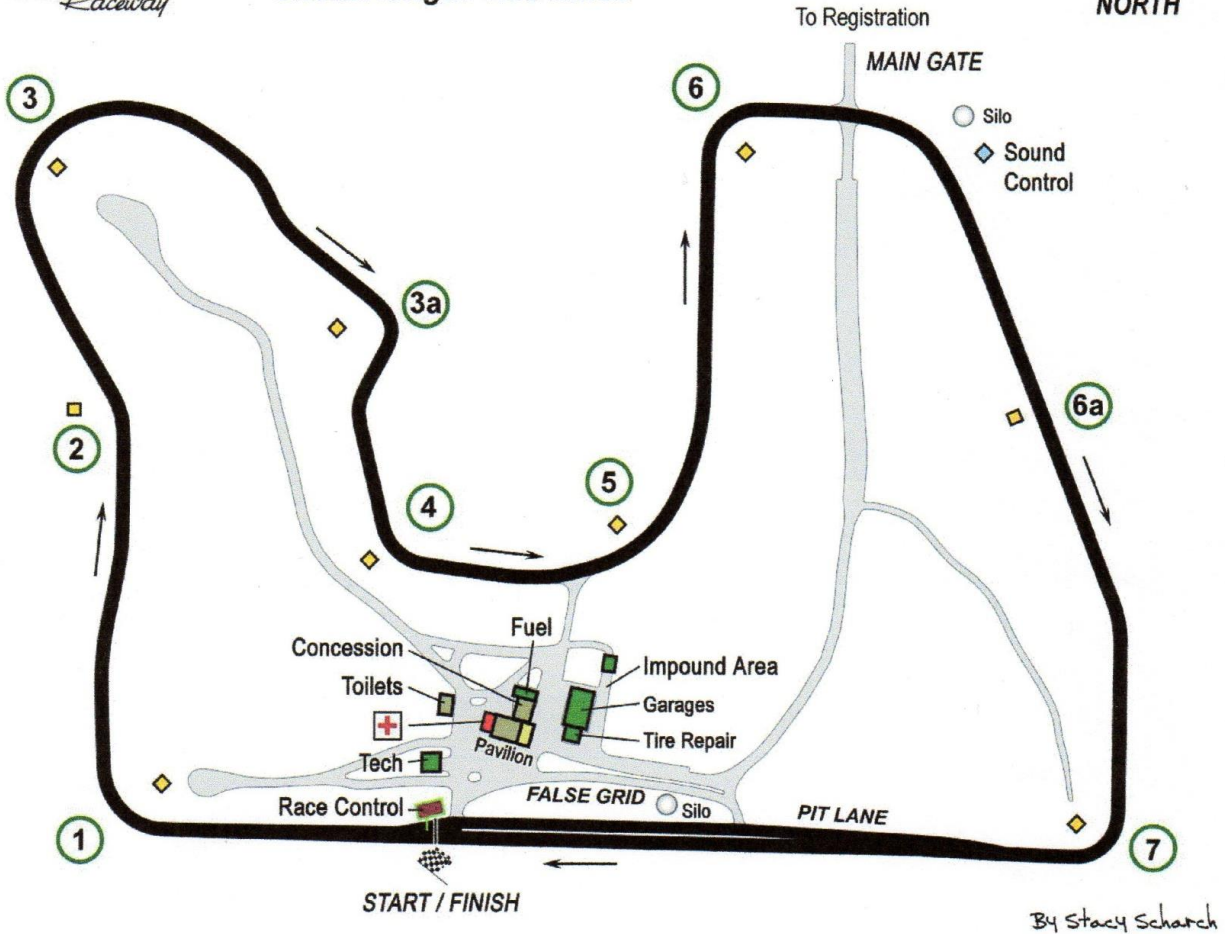 Raceway
NORTH
To Registration
MAIN GATE
3
6
Silo
Sound
Control
3a
6a
2
5
4
Fuel
Concession
Impound Area
Toilets
Garages
Tire Repair
Pavilion
Tech
FALSE GRID
Silo
Race Control
PIT LANE
1
7
START / FINISH
By Stacy Scharch